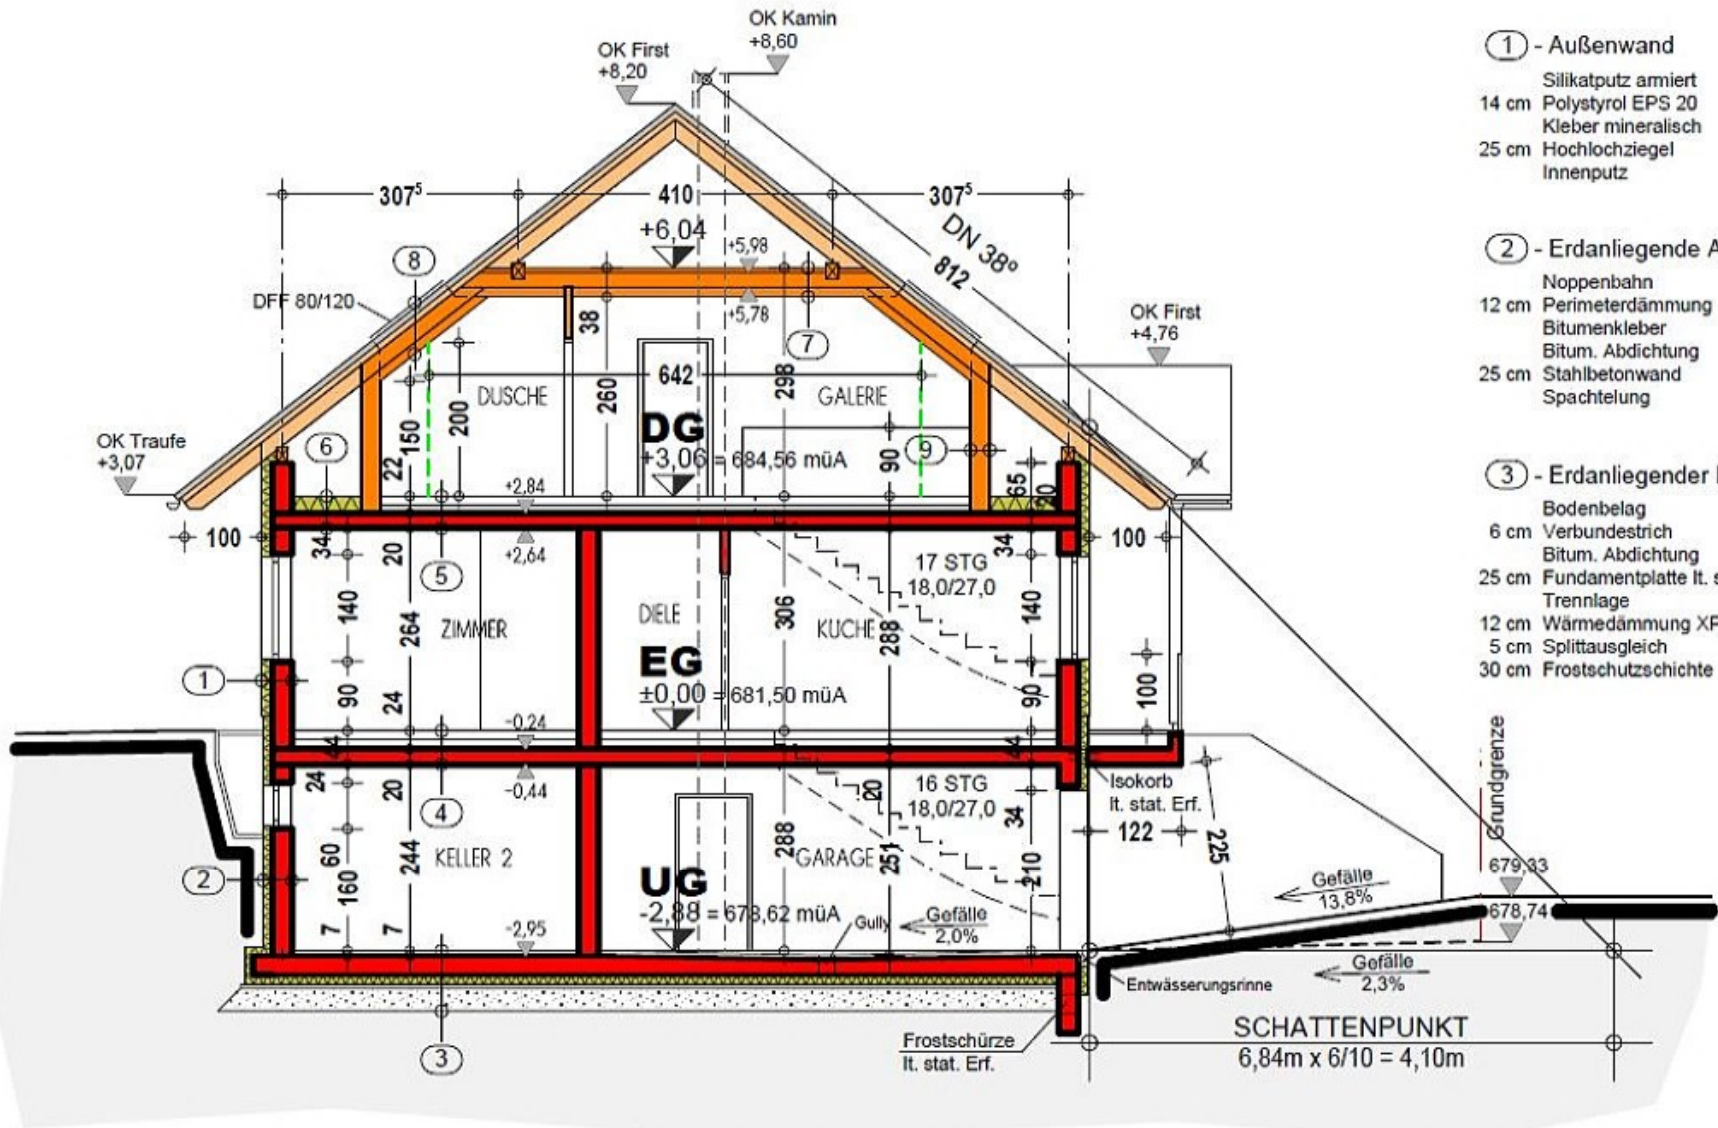 OK Kamin
+8,60
OK First
+8,20
307⁵
410
307⁵
+6,04
+5,98
DN 38º
812
8
DFF 80/120
38
+5,78
7
OK First
+4,76
642
DUSCHE
260
298
GALERIE
150
200
DG
+3,06 = 684,56 müA
OK Traufe
+3,07
6
22
90
9
65
20
+2,84
100
34
20
+2,64
5
34
100
17 STG
18,0/27,0
140
264
ZIMMER
DIELE
306
KÜCHE
288
140
EG
±0,00 = 681,50 müA
1
90
24
90
100
-0,24
44
44
24
20
-0,44
4
20
16 STG
18,0/27,0
34
Isokorb
lt. stat. Erf.
122
225
Grundgrenze
60
160
244
KELLER 2
288
GARAGE
251
210
2
UG
-2,88 = 678,62 müA
Gefälle
13,8%
679,33
678,74
7
7
-2,95
Gully
Gefälle
2,0%
Gefälle
2,3%
Entwässerungsrinne
3
Frostschürze
lt. stat. Erf.
SCHATTENPUNKT
6,84m x 6/10 = 4,10m
1 - Außenwand
Silikatputz armiert
14 cm Polystyrol EPS 20
Kleber mineralisch
25 cm Hochlochziegel
Innenputz
2 - Erdanliegende A
Noppenbahn
12 cm Perimeterdämmung
Bitumenkleber
Bitum. Abdichtung
25 cm Stahlbetonwand
Spachtelung
3 - Erdanliegender
Bodenbelag
6 cm Verbundestrich
Bitum. Abdichtung
25 cm Fundamentplatte lt. s
Trennlage
12 cm Wärmedämmung XP
5 cm Splittausgleich
30 cm Frostschutzschichte